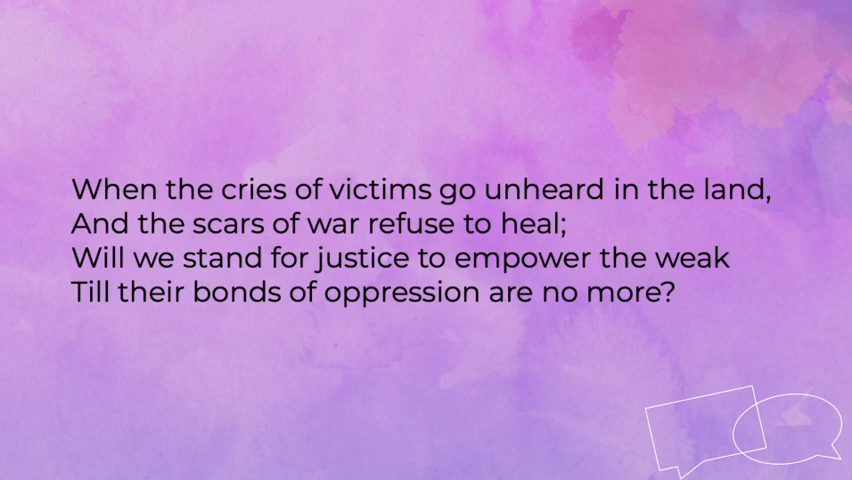 When the cries of victims go unheard in the land,
And the scars of war refuse to heal;
Will we stand for justice to empower the weak
Till their bonds of oppression are no more?